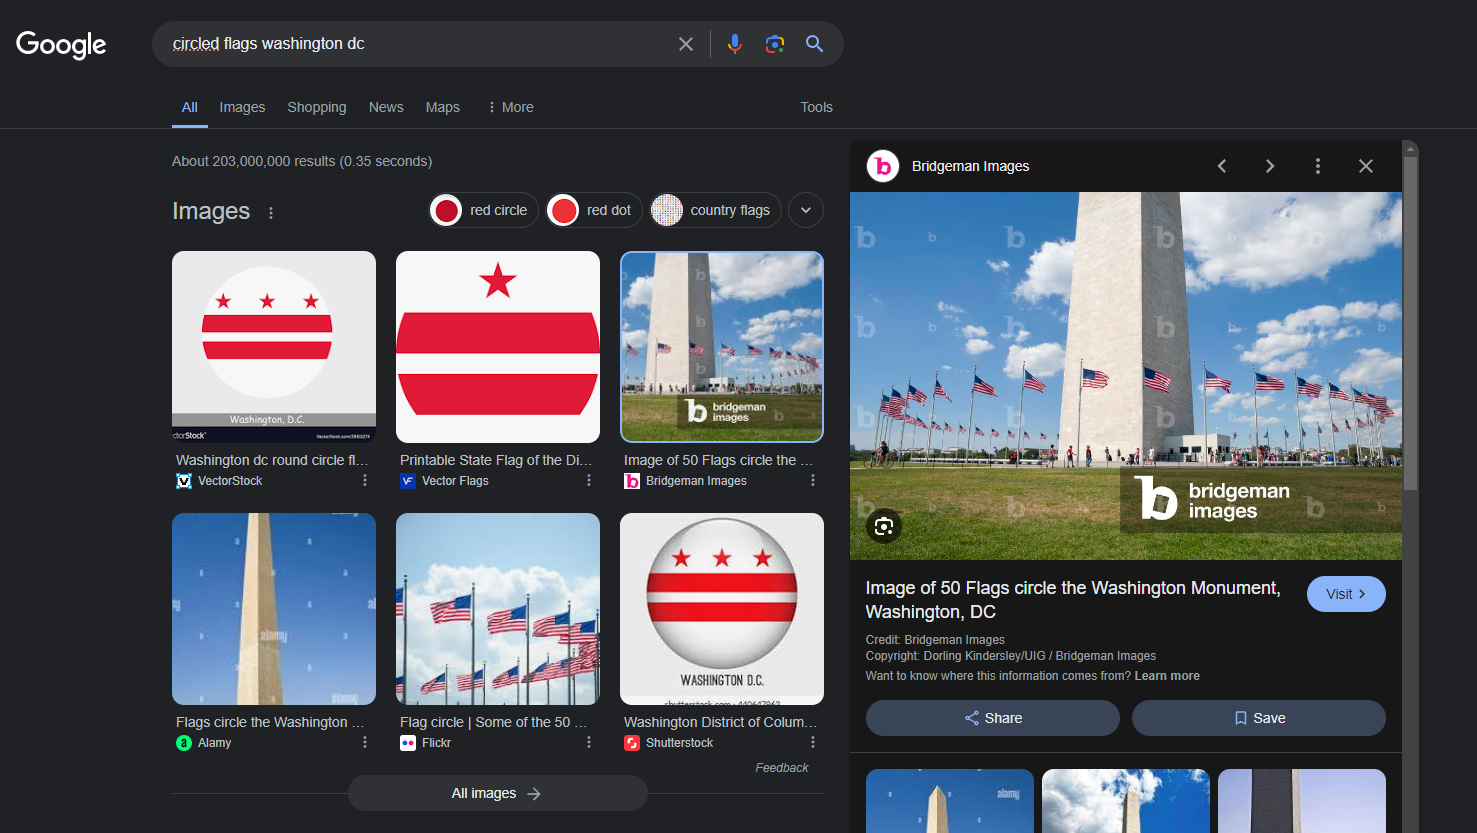 Google
circled flags washington dc
All
Images
Shopping
News
Maps
More
Tools
About 203,000,000 results (0.35 seconds)
Images
red circle
red dot
country flags
Washington, D.C.
VectorStock
Washington dc round circle fl...
VectorStock
Printable State Flag of the Di...
VF
Vector Flags
b
bridgeman
images
Image of 50 Flags circle the ...
b
Bridgeman Images
alamy
alamy
a
Flags circle the Washington ...
a
Alamy
Flag circle | Some of the 50 ...
Flickr
WASHINGTON D.C.
Washington District of Colum...
Shutterstock
Feedback
All images
b
Bridgeman Images
b
bridgeman
images
Image of 50 Flags circle the Washington Monument,
Washington, DC
Visit
Credit: Bridgeman Images
Copyright: Dorling Kindersley/UIG / Bridgeman Images
Want to know where this information comes from? Learn more
Share
Save
alamy